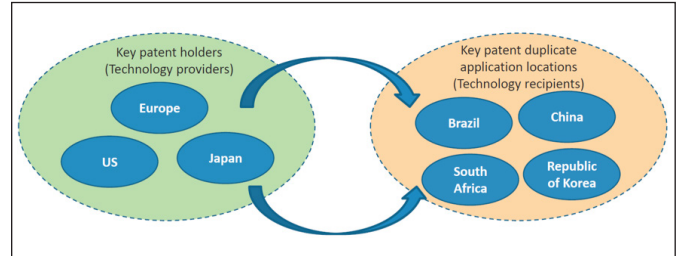 Key patent holders
(Technology providers)
Europe
US
Japan
Key patent duplicate
application locations
(Technology recipients)
Brazil
China
South
Africa
Republic
of Korea